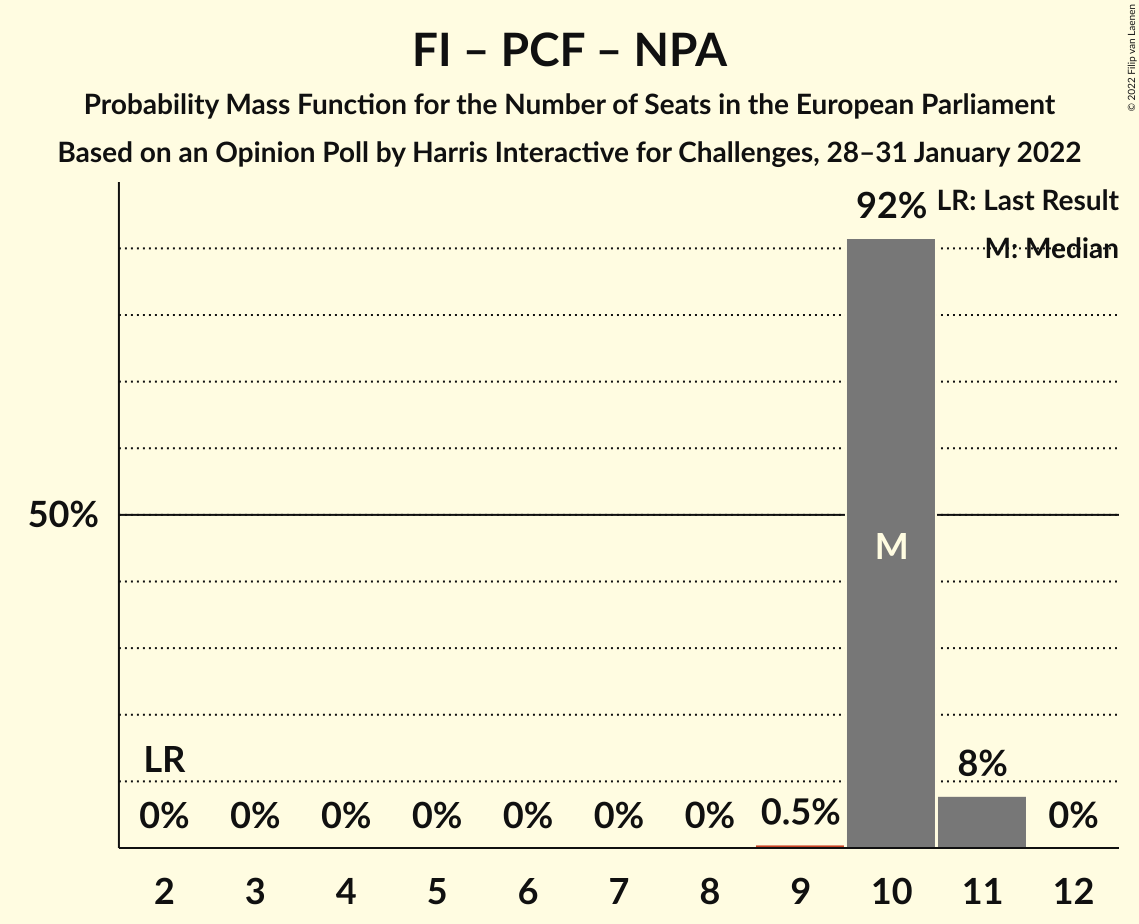 FI – PCF – NPA
Probability Mass Function for the Number of Seats in the European Parliament
Based on an Opinion Poll by Harris Interactive for Challenges, 28–31 January 2022
© 2022 Filip van Laenen
LR: Last Result
M: Median
92%
50%
M
LR
8%
0% 0% 0% 0% 0% 0% 0% 0.5% 0%
2 3 4 5 6 7 8 9 10 11 12